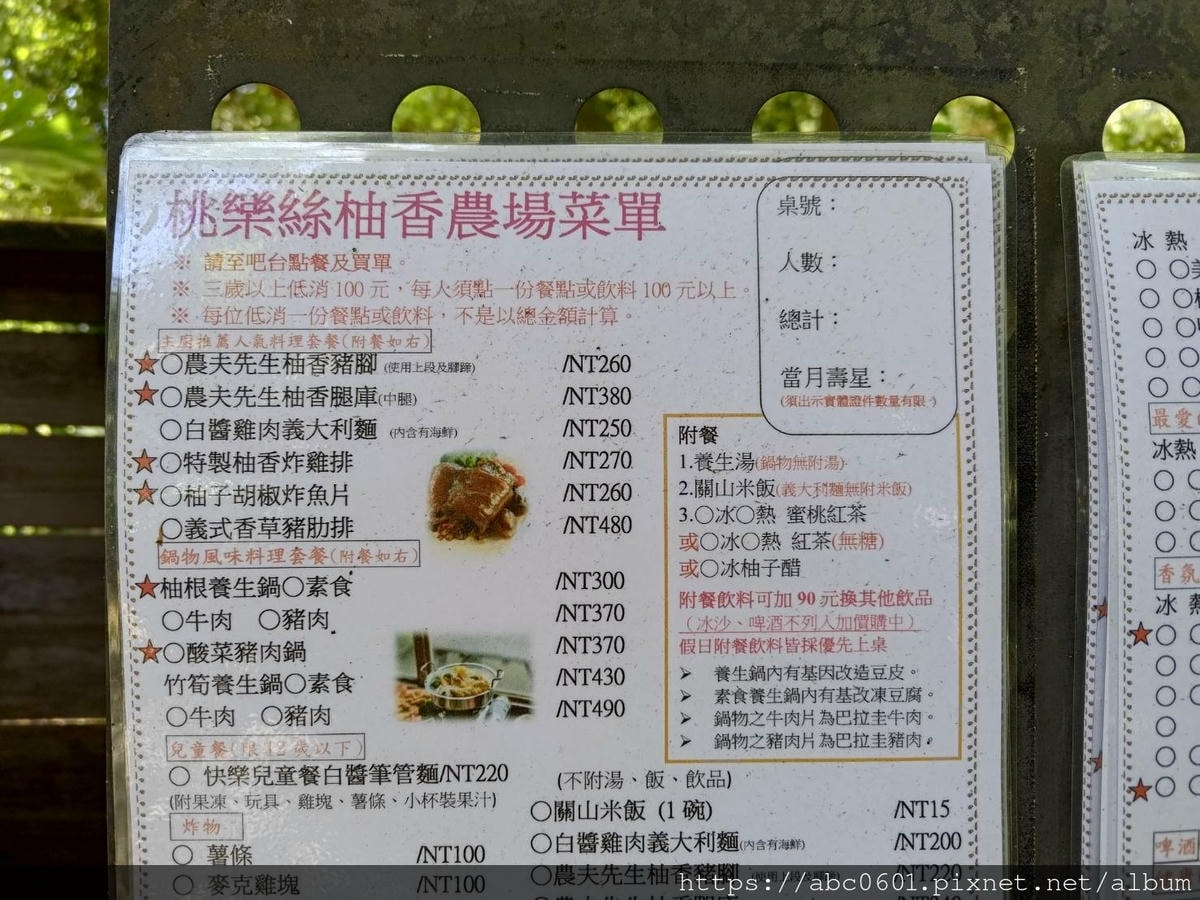 桃樂絲柚香農場菜單
※ 請至吧台點餐及買單。
※ 三歲以上低消100元，每人須點一份餐點或飲料100元以上。
※ 每位低消一份餐點或飲料，不是以總金額計算。
桌號：
人數：
總計：
當月壽星：
(須出示實體證件數量有限。)
主廚推薦人氣料理套餐(附餐如右)
★○農夫先生柚香豬腳 (使用上段及腳蹄) /NT260
★○農夫先生柚香腿庫(中腿) /NT380
○白醬雞肉義大利麵 (內含有海鮮) /NT250
★○特製柚香炸雞排 /NT270
★○柚子胡椒炸魚片 /NT260
○義式香草豬肋排 /NT480
鍋物風味料理套餐(附餐如右)
★柚根養生鍋○素食 /NT300
○牛肉 ○豬肉 /NT370
★○酸菜豬肉鍋 /NT370
竹筍養生鍋○素食 /NT430
○牛肉 ○豬肉 /NT490
附餐
1.養生湯(鍋物無附湯)
2.關山米飯(義大利麵無附米飯)
3.○冰○熱 蜜桃紅茶
或○冰○熱 紅茶(無糖)
或○冰柚子醋
附餐飲料可加 90 元換其他飲品
（冰沙、啤酒不列入加價購中）
假日附餐飲料皆採優先上桌
➤ 養生鍋內有基因改造豆皮。
➤ 素食養生鍋內有基改凍豆腐。
➤ 鍋物之牛肉片為巴拉圭牛肉。
➤ 鍋物之豬肉片為巴拉圭豬肉。
兒童餐(限12歲以下)
○ 快樂兒童餐白醬筆管麵/NT220
(附果凍、玩具、雞塊、薯條、小杯裝果汁)
炸物
○ 薯條 /NT100
○ 麥克雞塊 /NT100
(不附湯、飯、飲品)
○關山米飯 (1 碗) /NT15
○白醬雞肉義大利麵(內含有海鮮) /NT200
○農夫先生柚香豬腳 /NT220
冰 熱
最愛
冰熱
香氛
冰 熱
啤酒
https://abc0601.pixnet.net/album